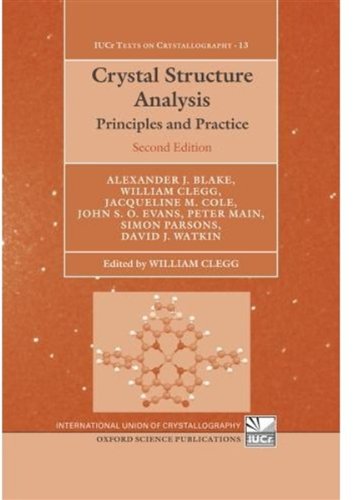 IUCr TEXTS ON CRYSTALLOGRAPHY · 13
Crystal Structure
Analysis
Principles and Practice
Second Edition
ALEXANDER J. BLAKE,
WILLIAM CLEGG,
JACQUELINE M. COLE,
JOHN S. O. EVANS, PETER MAIN,
SIMON PARSONS,
DAVID J. WATKIN
Edited by WILLIAM CLEGG
INTERNATIONAL UNION OF CRYSTALLOGRAPHY
OXFORD SCIENCE PUBLICATIONS
IUCr